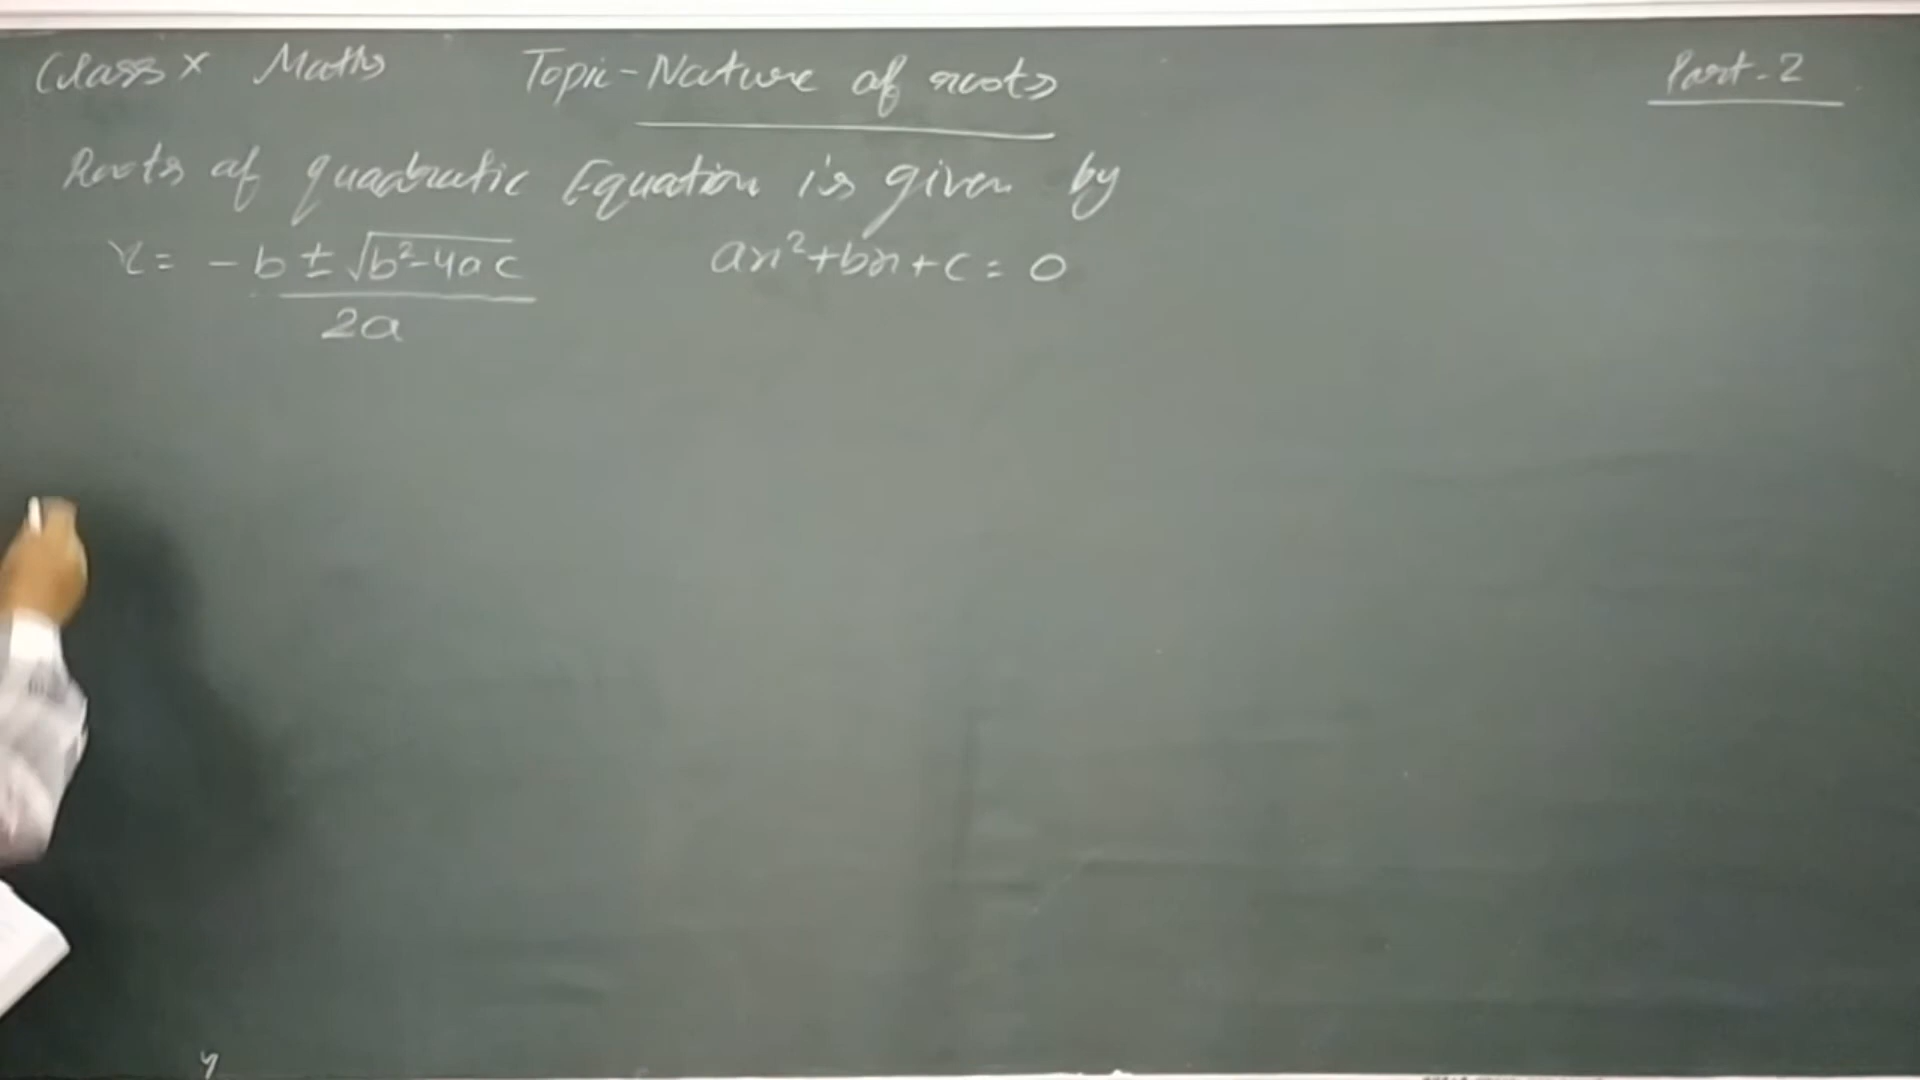 Class X Maths Topic - Nature of roots Part - 2
Roots of quadratic Equation is given by
x = -b ± √b²-4ac / 2a ax²+bx+c = 0